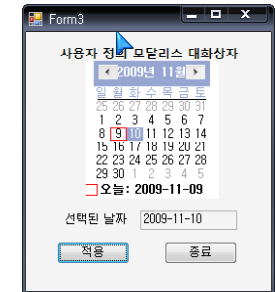 Form3
사용자 정의 모달리스 대화상자
2009년 11월
일 월 화 수 목 금 토
25 26 27 28 29 30 31
1 2 3 4 5 6 7
8 9 10 11 12 13 14
15 16 17 18 19 20 21
22 23 24 25 26 27 28
29 30 1 2 3 4 5
오늘: 2009-11-09
선택된 날짜 2009-11-10
적용 종료